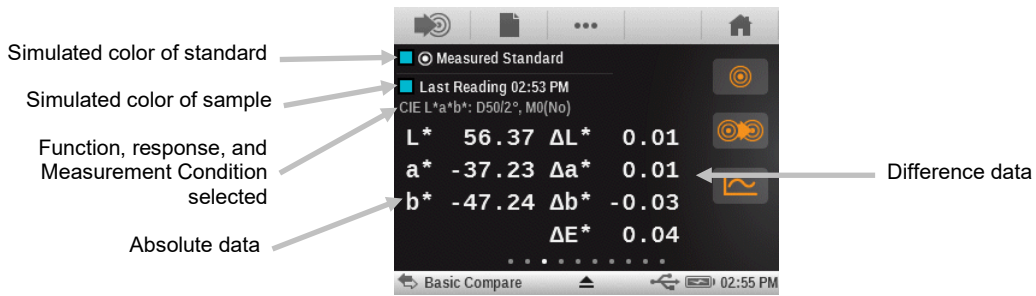 Simulated color of standard
Simulated color of sample
Function, response, and
Measurement Condition
selected
Absolute data
Measured Standard
Last Reading 02:53 PM
CIE L*a*b*: D50/2°, M0(No)
L* 56.37 ΔL* 0.01
a* -37.23 Δa* 0.01
b* -47.24 Δb* -0.03
ΔE* 0.04
Basic Compare
02:55 PM
Difference data